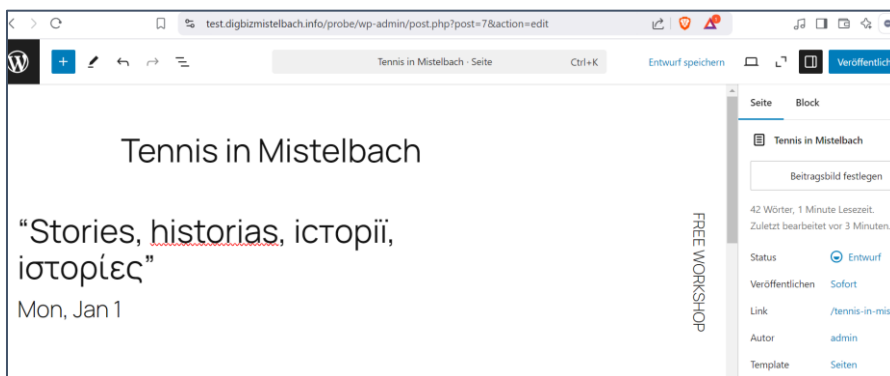 test.digbizmistelbach.info/probe/wp-admin/post.php?post=7&action=edit
Tennis in Mistelbach · Seite Ctrl+K
Entwurf speichern
Tennis in Mistelbach
“Stories, historias, історії,
ιστορίες”
Mon, Jan 1
FREE WORKSHOP
Seite Block
Tennis in Mistelbach
Beitragsbild festlegen
42 Wörter, 1 Minute Lesezeit.
Zuletzt bearbeitet vor 3 Minuten.
Status Entwurf
Veröffentlichen Sofort
Link /tennis-in-mis
Autor admin
Template Seiten